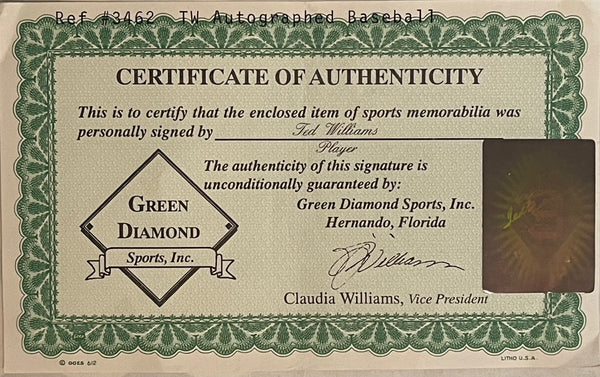 Ref #3462 TW Autographed Baseball
CERTIFICATE OF AUTHENTICITY
This is to certify that the enclosed item of sports memorabilia was
personally signed by Ted Williams
Player
The authenticity of this signature is
unconditionally guaranteed by:
Green Diamond Sports, Inc.
Hernando, Florida
GREEN
DIAMOND
Sports, Inc.
Claudia Williams, Vice President
© GOES 612
LITHO U.S.A.